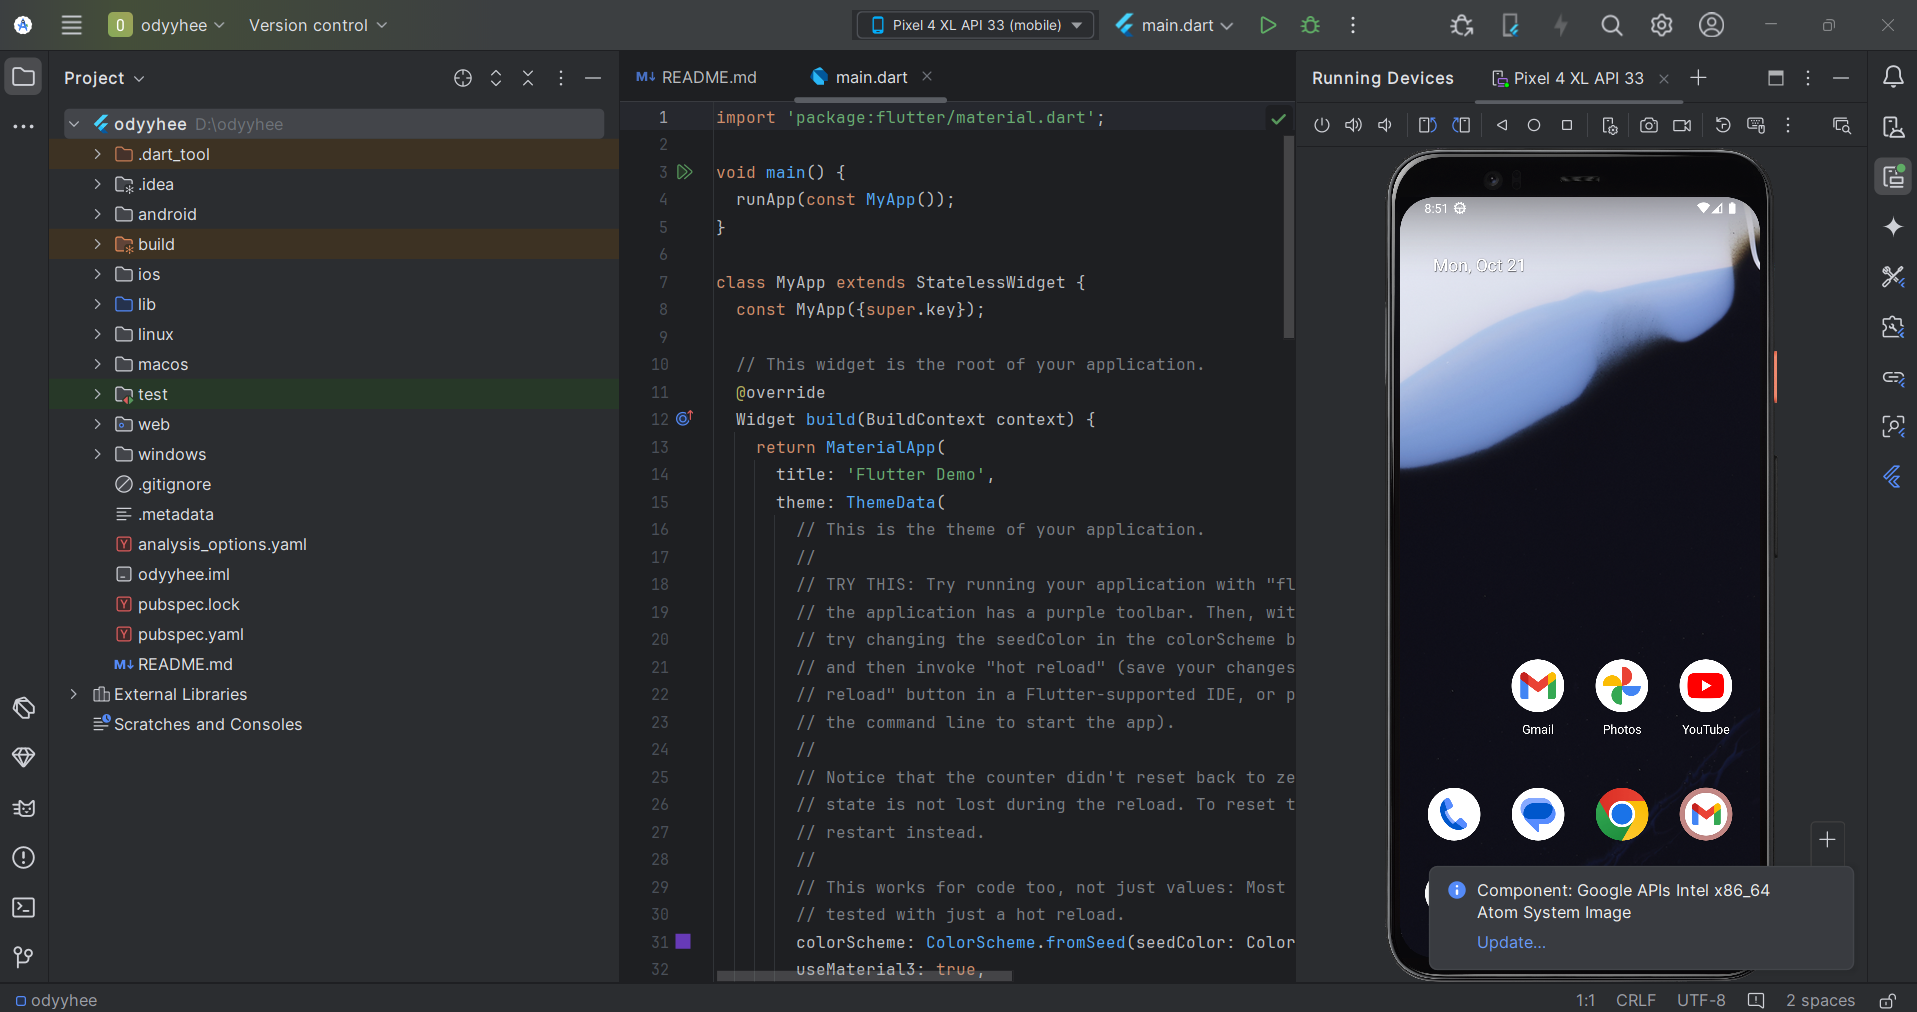 O odyyhee Version control Pixel 4 XL API 33 (mobile) main.dart
Project
README.md main.dart
Running Devices Pixel 4 XL API 33
odyyhee D:\odyyhee
.dart_tool
.idea
android
build
ios
lib
linux
macos
test
web
windows
.gitignore
.metadata
analysis_options.yaml
odyyhee.iml
pubspec.lock
pubspec.yaml
M↓ README.md
External Libraries
Scratches and Consoles
1 import 'package:flutter/material.dart';
2
3 void main() {
4 runApp(const MyApp());
5 }
6
7 class MyApp extends StatelessWidget {
8 const MyApp({super.key});
9
10 // This widget is the root of your application.
11 @override
12 Widget build(BuildContext context) {
13 return MaterialApp(
14 title: 'Flutter Demo',
15 theme: ThemeData(
16 // This is the theme of your application.
17 //
18 // TRY THIS: Try running your application with "fl
19 // the application has a purple toolbar. Then, wit
20 // try changing the seedColor in the colorScheme b
21 // and then invoke "hot reload" (save your changes
22 // reload" button in a Flutter-supported IDE, or p
23 // the command line to start the app).
24 //
25 // Notice that the counter didn't reset back to ze
26 // state is not lost during the reload. To reset t
27 // restart instead.
28 //
29 // This works for code too, not just values: Most
30 // tested with just a hot reload.
31 colorScheme: ColorScheme.fromSeed(seedColor: Color
32 useMaterial3: true,
8:51
Mon, Oct 21
Gmail Photos YouTube
Component: Google APIs Intel x86_64
Atom System Image
Update...
odyyhee 1:1 CRLF UTF-8 2 spaces